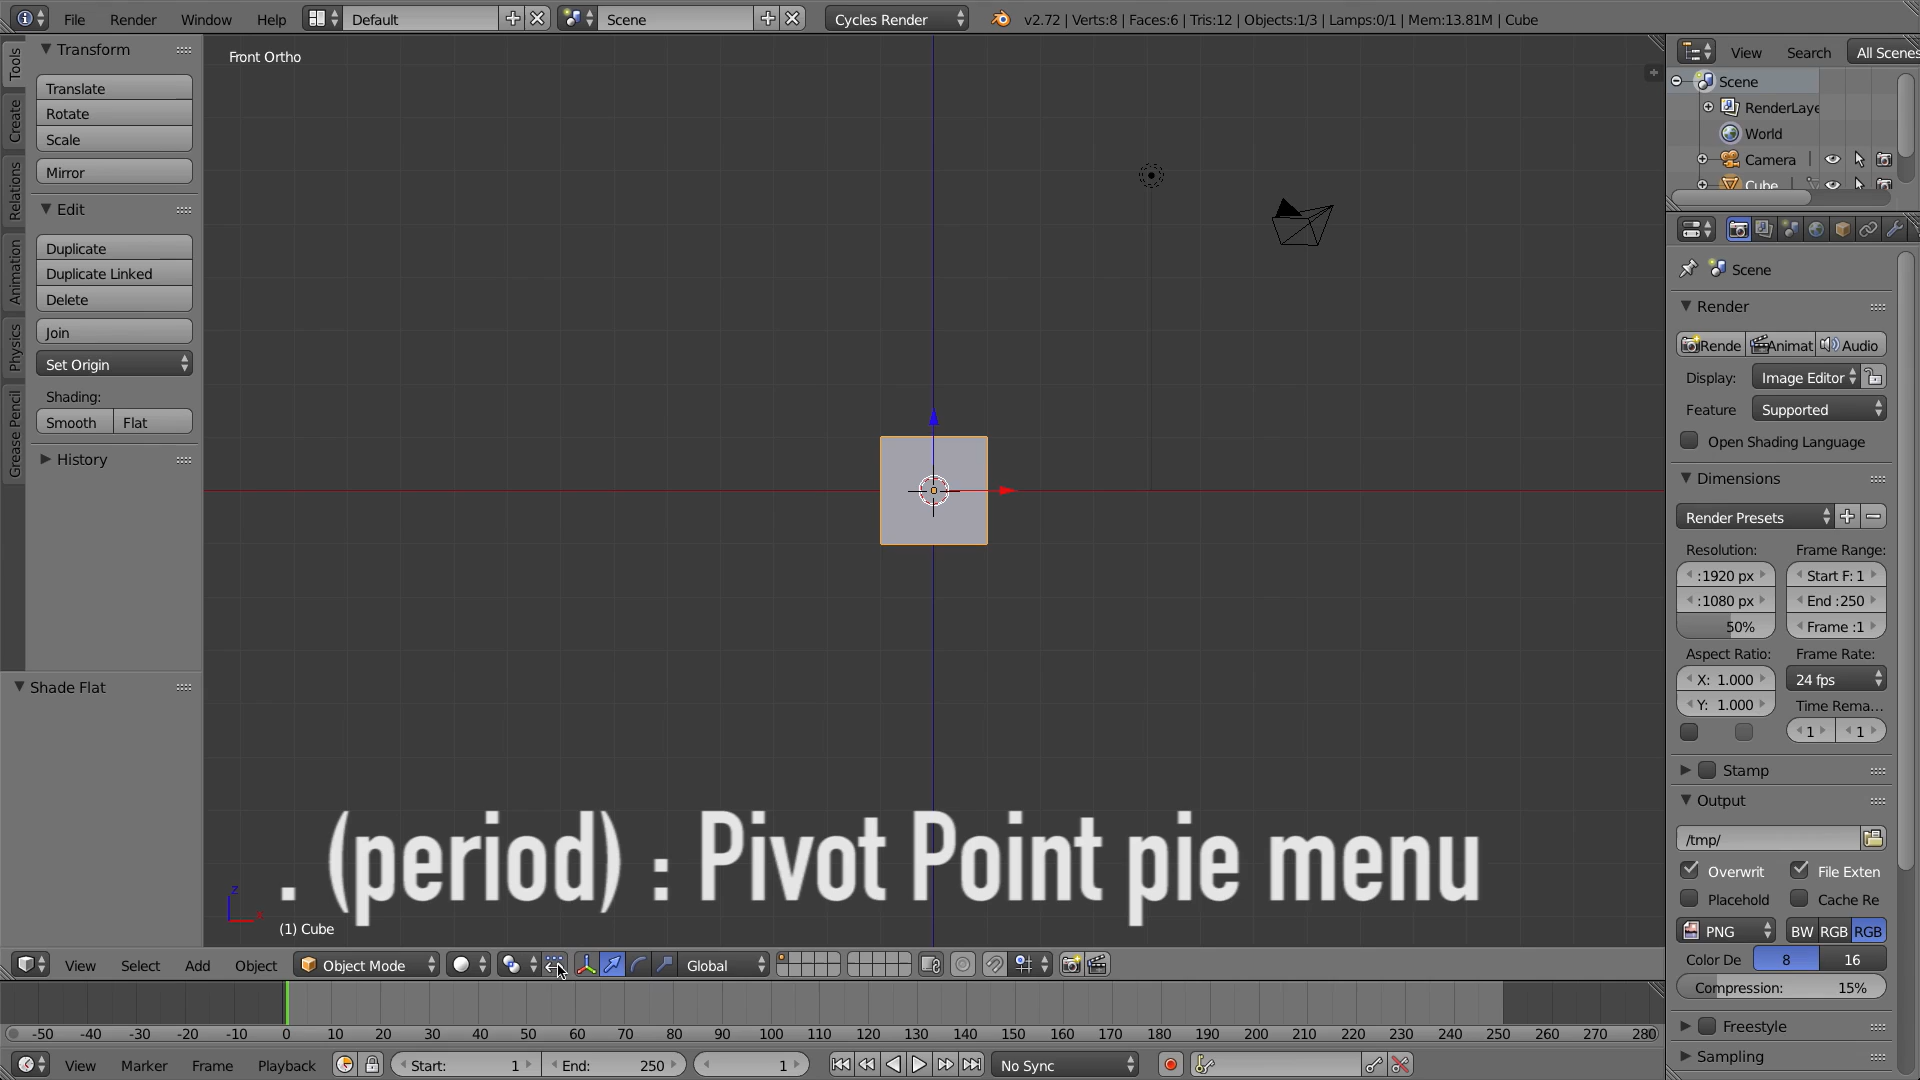 File Render Window Help Default Scene Cycles Render v2.72 | Verts:8 | Faces:6 | Tris:12 | Objects:1/3 | Lamps:0/1 | Mem:13.81M | Cube
Tools
Create
Relations
Animation
Physics
Grease Pencil
Transform
Translate
Rotate
Scale
Mirror
Edit
Duplicate
Duplicate Linked
Delete
Join
Set Origin
Shading:
Smooth Flat
History
Shade Flat
Front Ortho
. (period) : Pivot Point pie menu
z
x
(1) Cube
View Search All Scenes
Scene
RenderLaye
World
Camera
Cube
Scene
Render
Rende Animat Audio
Display: Image Editor
Feature Supported
Open Shading Language
Dimensions
Render Presets
Resolution: Frame Range:
:1920 px Start F: 1
:1080 px End :250
50% Frame :1
Aspect Ratio: Frame Rate:
X: 1.000 24 fps
Y: 1.000 Time Rema...
1 1
Stamp
Output
/tmp/
Overwrit File Exten
Placehold Cache Re
PNG BW RGB RGB
Color De 8 16
Compression: 15%
Freestyle
Sampling
View Select Add Object Object Mode Global
-50 -40 -30 -20 -10 0 10 20 30 40 50 60 70 80 90 100 110 120 130 140 150 160 170 180 190 200 210 220 230 240 250 260 270 280
View Marker Frame Playback Start: 1 End: 250 1 No Sync